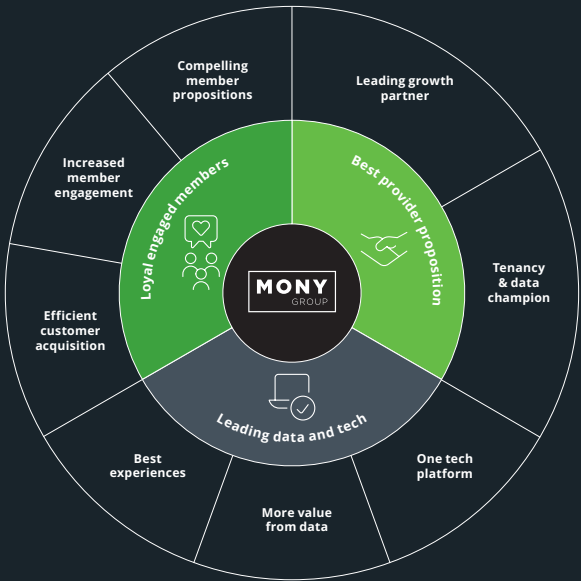 Compelling
member
propositions
Leading growth
partner
Increased
member
engagement
Loyal engaged members
Best provider proposition
Tenancy
& data
champion
MONY
GROUP
Efficient
customer
acquisition
Leading data and tech
Best
experiences
One tech
platform
More value
from data